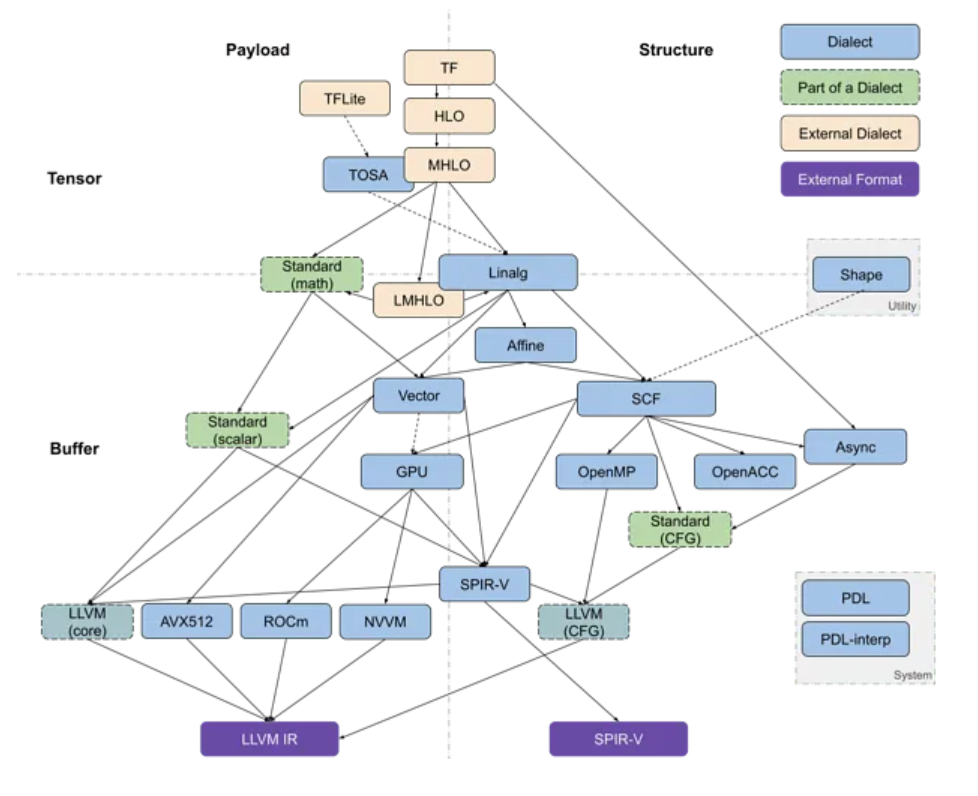 Payload
Structure
TF
Dialect
TFLite
HLO
Part of a Dialect
External Dialect
TOSA
MHLO
Tensor
External Format
Standard
(math)
Linalg
LMHLO
Shape
Utility
Affine
Vector
SCF
Standard
(scalar)
Buffer
Async
GPU
OpenMP
OpenACC
Standard
(CFG)
SPIR-V
LLVM
(core)
AVX512
ROCm
NVVM
LLVM
(CFG)
PDL
PDL-interp
System
LLVM IR
SPIR-V